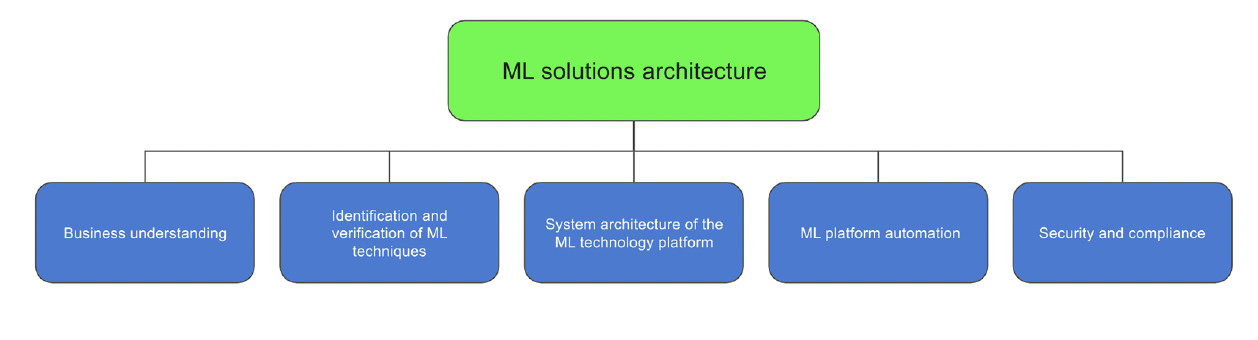 ML solutions architecture
Business understanding
Identification and
verification of ML
techniques
System architecture of the
ML technology platform
ML platform automation
Security and compliance